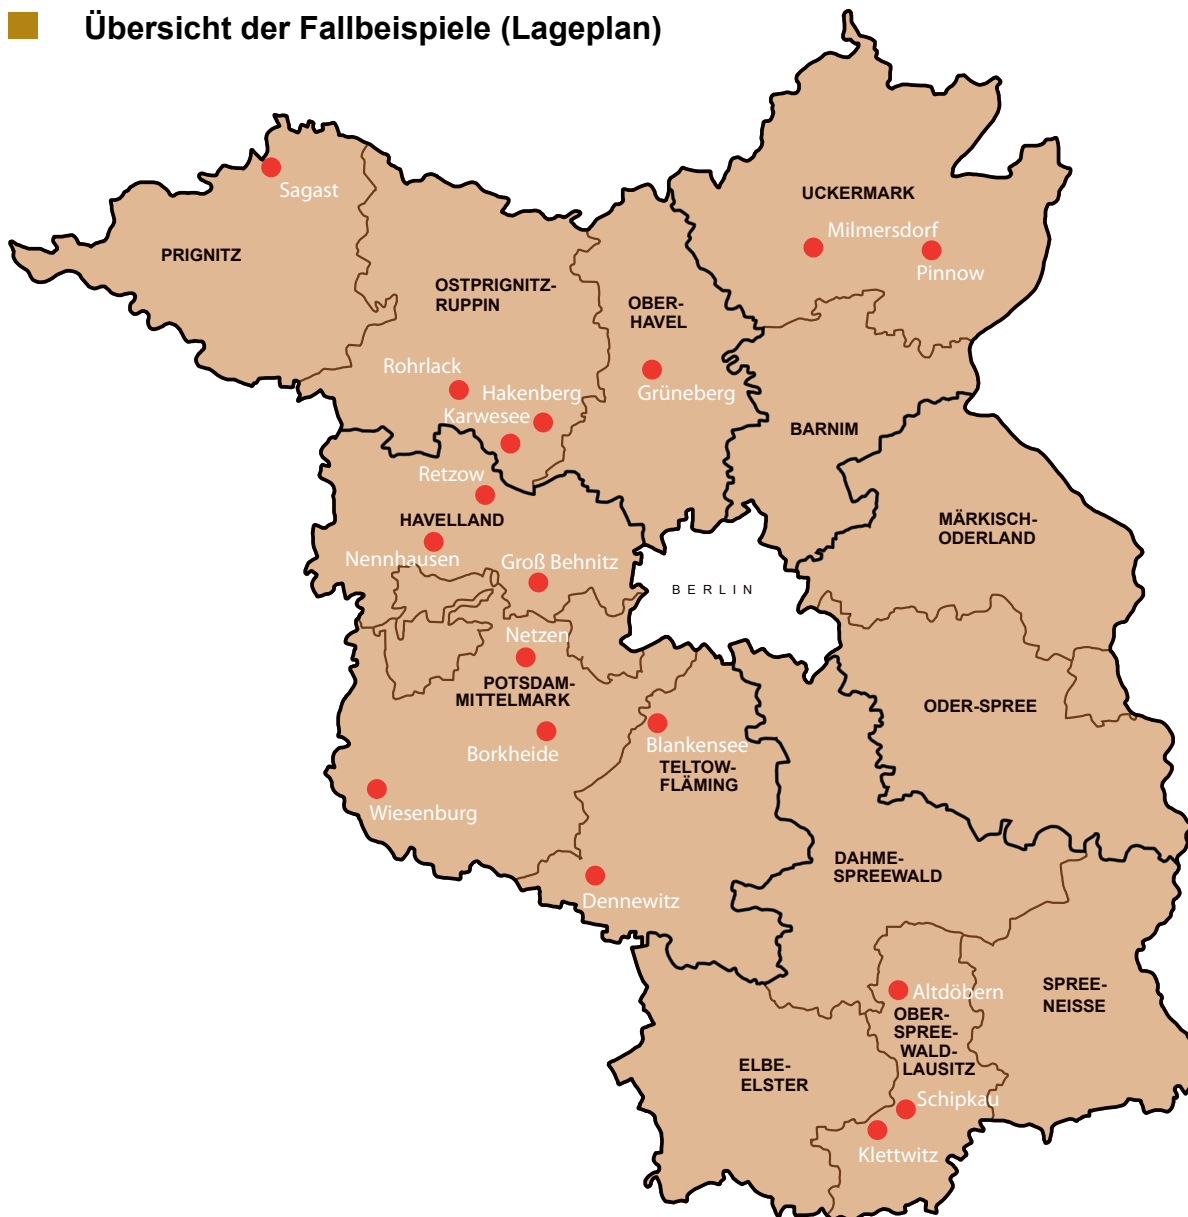 Übersicht der Fallbeispiele (Lageplan)
Sagast
UCKERMARK
Milmersdorf
Pinnow
PRIGNITZ
OSTPRIGNITZ-
RUPPIN
OBER-
HAVEL
Rohrlack
Hakenberg
Karwesee
Grüneberg
BARNIM
Retzow
HAVELLAND
Nennhausen
Groß Behnitz
MÄRKISCH-
ODERLAND
BERLIN
Netzen
POTSDAM-
MITTELMARK
ODER-SPREE
Borkheide
Blankensee
TELTOW-
FLÄMING
Wiesenburg
DAHME-
SPREEWALD
Dennewitz
Altdöbern
SPREE-
NEISSE
OBER-
SPREE-
WALD-
LAUSITZ
ELBE-
ELSTER
Schipkau
Klettwitz